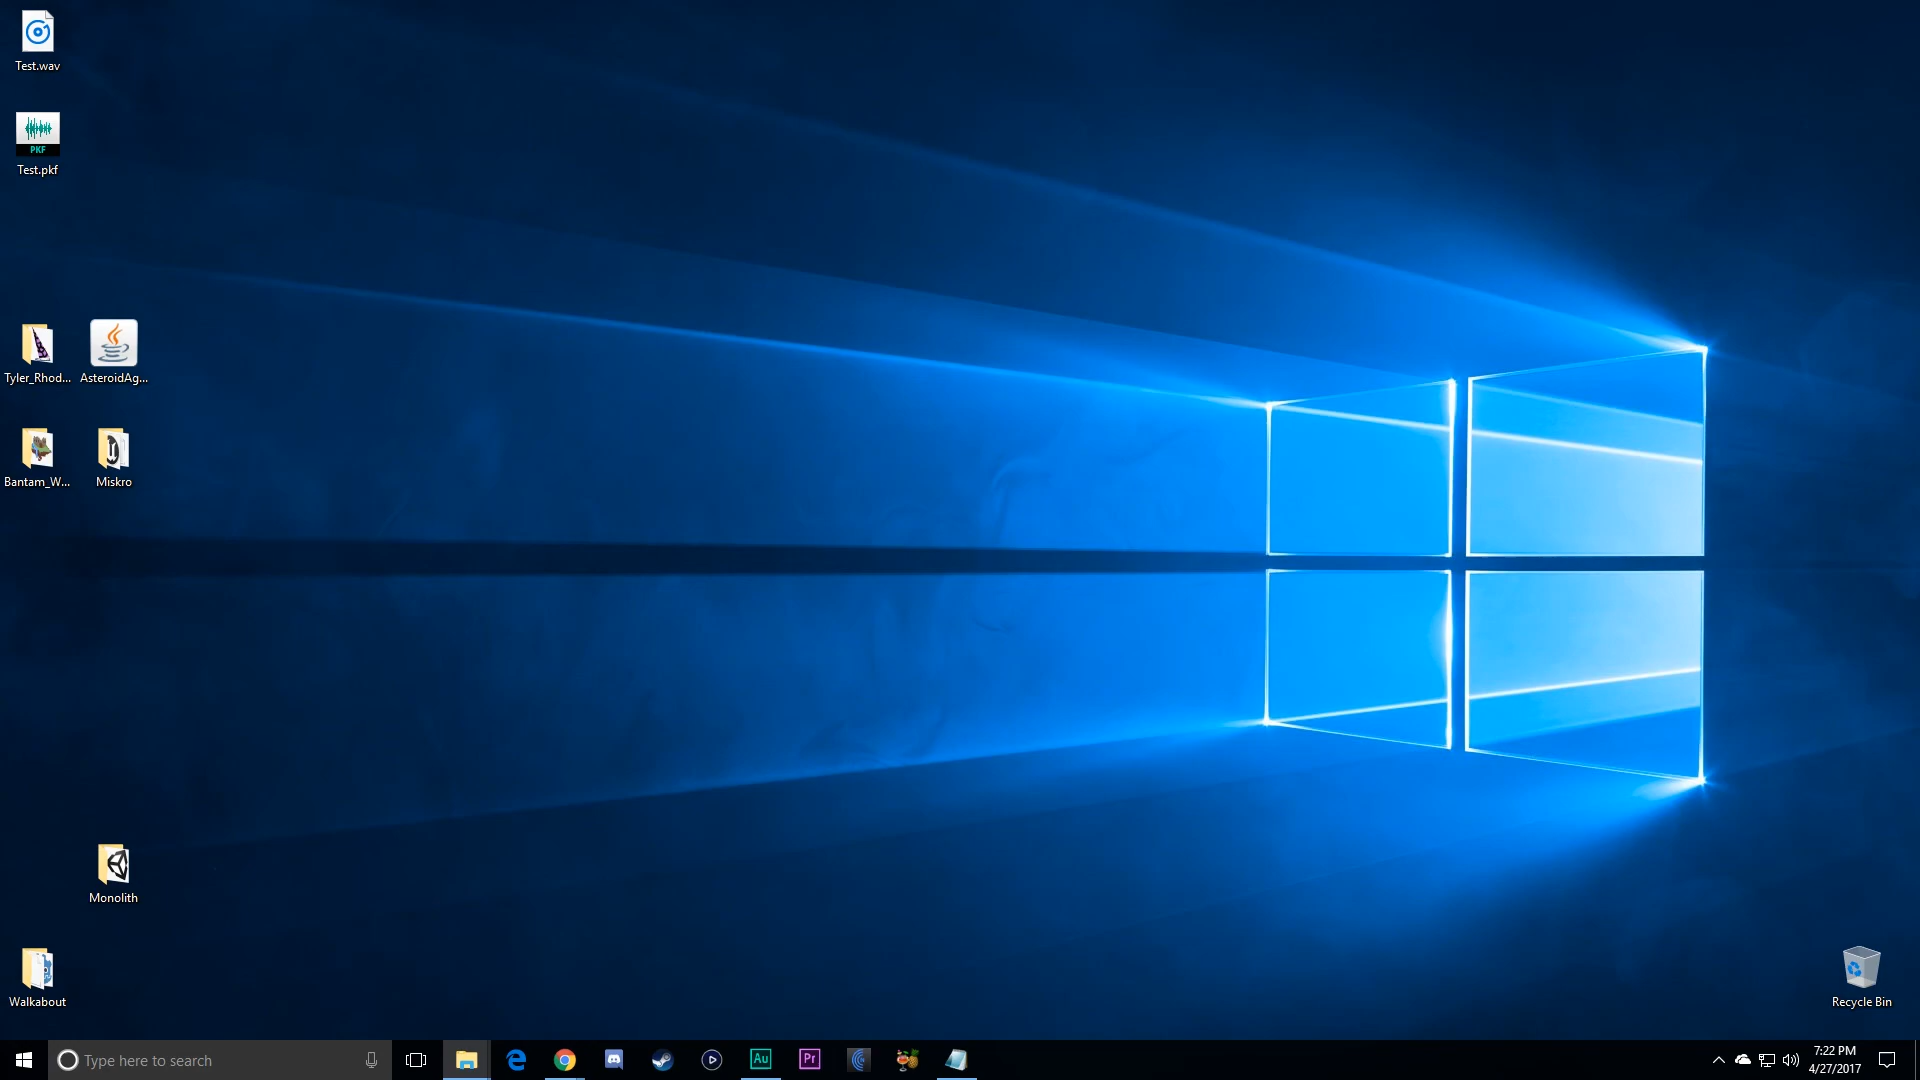 Test.wav
PKF
Test.pkf
Tyler_Rhod...
AsteroidAg...
Bantam_W...
Miskro
Monolith
Walkabout
Recycle Bin
Type here to search
Au
Pr
7:22 PM
4/27/2017